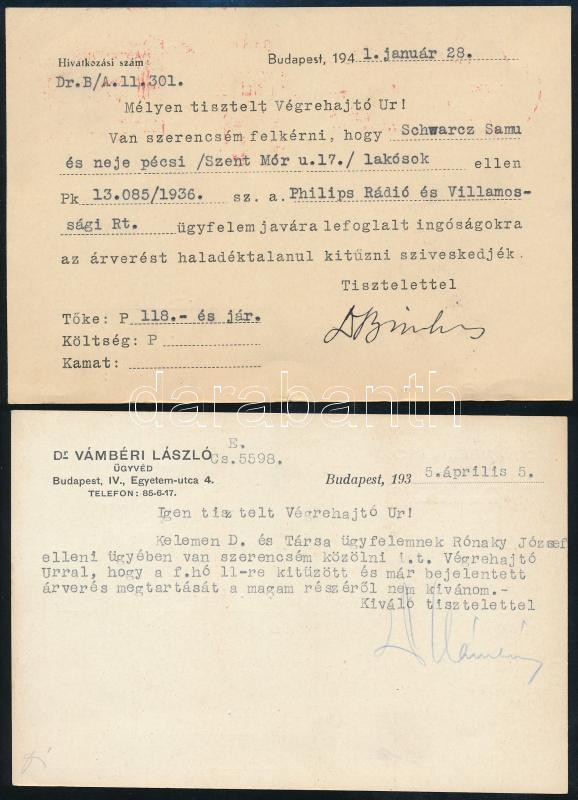 Hivatkozási szám
Budapest, 194 1. január 28.
Dr.B/A.11.301.
Mélyen tisztelt Végrehajtó Ur!
Van szerencsém felkérni, hogy Schwarcz Samu
és neje pécsi /Szent Mór u.17./ lakósok ellen
Pk 13.085/1936. sz. a. Philips Rádió és Villamos-
sági Rt. ügyfelem javára lefoglalt ingóságokra
az árverést haladéktalanul kitüzni sziveskedjék.
Tisztelettel
Tőke: P 118.- és jár.
Költség: P
Kamat:
darabanth
E.
Dr VÁMBÉRI LÁSZLÓ Cs.5598.
ÜGYVÉD
Budapest, IV., Egyetem-utca 4.
Budapest, 193 5.április 5.
TELEFON: 85-6-17.
Igen tisztelt Végrehajtó Ur!
Kelemen D. és Társa ügyfelemnek Rónaky József
elleni ügyében van szerencsém közölni t.t. Végrehajtó
Urral, hogy a f.hó 11-re kitüzött és már bejelentett
árverés megtartását a magam részéről nem kivánom.-
Kiváló tisztelettel